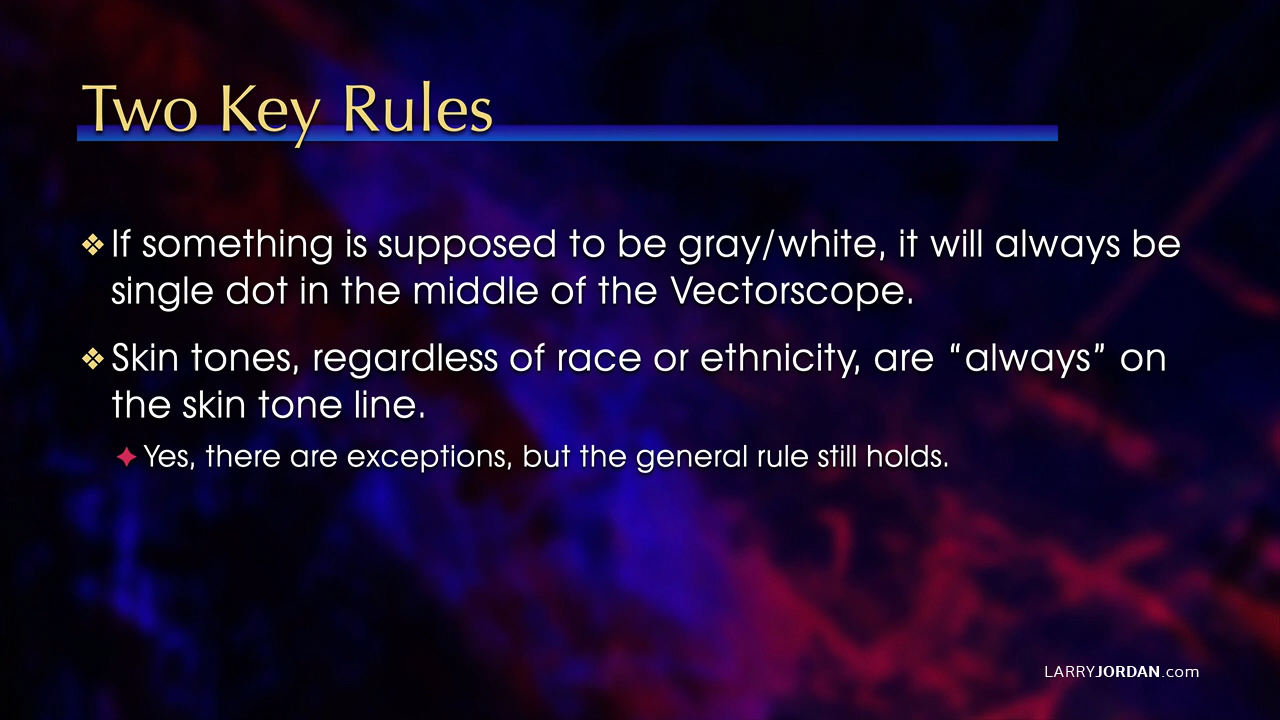 Two Key Rules
❖ If something is supposed to be gray/white, it will always be
single dot in the middle of the Vectorscope.
❖ Skin tones, regardless of race or ethnicity, are “always” on
the skin tone line.
✦ Yes, there are exceptions, but the general rule still holds.
LARRYJORDAN.com